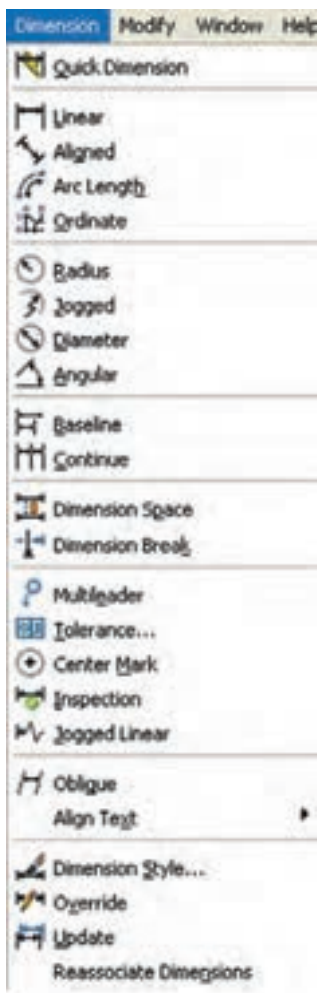 Dimension Modify Window Help
Quick Dimension
Linear
Aligned
Arc Length
Ordinate
Radius
Jogged
Diameter
Angular
Baseline
Continue
Dimension Space
Dimension Break
Multileader
Tolerance...
Center Mark
Inspection
Jogged Linear
Oblique
Align Text
Dimension Style...
Override
Update
Reassociate Dimensions